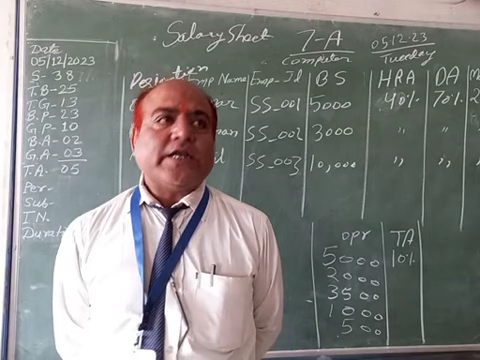 Salary Sheet 7-A 05.12.23
Computer Tuesday
Date
05/12/2023
S-38
T.B-25
T.G-13
B.P-23
G.P-10
B.A-02
G.A-03
T.A.-05
Per-
Sub-
I.N.
Emp Name Emp-Id BS HRA DA
SS_001 5000 40% 70%
SS_002 3000 " "
SS_003 10,000 " "
OPR TA
5000 10%
2000
3500
1000
500